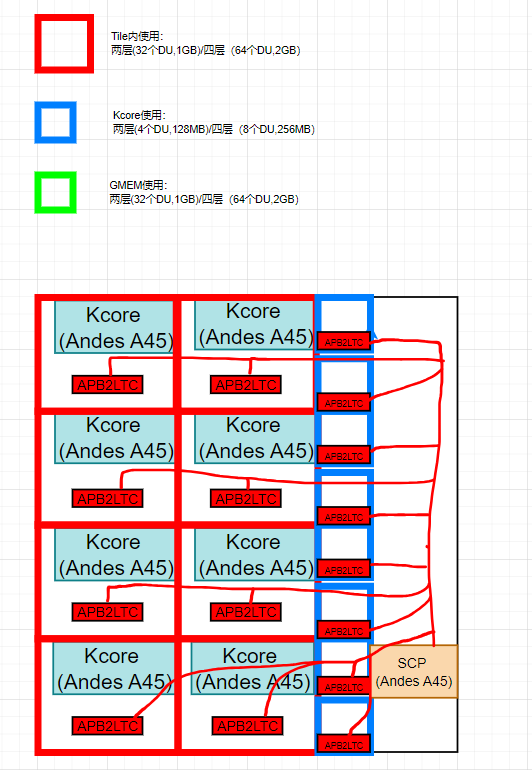 Tile内使用:
两层(32个DU,1GB)/四层（64个DU,2GB)
Kcore使用：
两层(4个DU,128MB)/四层（8个DU,256MB)
GMEM使用：
两层(32个DU,1GB)/四层（64个DU,2GB)
Kcore
(Andes A45)
Kcore
(Andes A45)
APB2LTC
APB2LTC
APB2LTC
APB2LTC
Kcore
(Andes A45)
Kcore
(Andes A45)
APB2LTC
APB2LTC
APB2LTC
APB2LTC
Kcore
(Andes A45)
Kcore
(Andes A45)
APB2LTC
APB2LTC
APB2LTC
APB2LTC
Kcore
(Andes A45)
Kcore
(Andes A45)
SCP
(Andes A45)
APB2LTC
APB2LTC
APB2LTC
APB2LTC